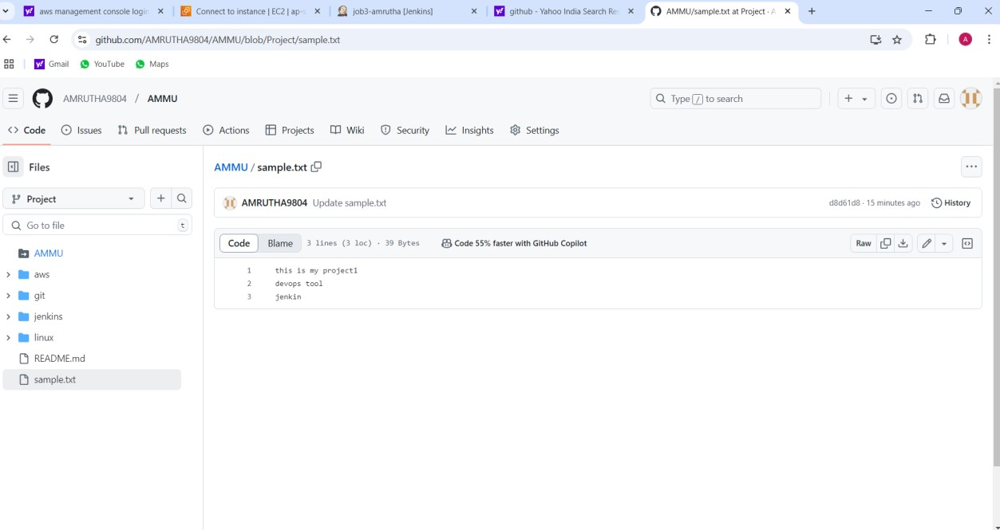 aws management console login
Connect to instance | EC2 | ap-s
job3-amrutha [Jenkins]
github - Yahoo India Search Res
AMMU/sample.txt at Project · A
github.com/AMRUTHA9804/AMMU/blob/Project/sample.txt
A
Gmail
YouTube
Maps
AMRUTHA9804 / AMMU
Type / to search
Code
Issues
Pull requests
Actions
Projects
Wiki
Security
Insights
Settings
Files
AMMU / sample.txt
Project
AMRUTHA9804 Update sample.txt
d8d61d8 · 15 minutes ago
History
Go to file
t
Code
Blame
3 lines (3 loc) · 39 Bytes
Code 55% faster with GitHub Copilot
Raw
AMMU
aws
git
jenkins
linux
README.md
sample.txt
1 this is my project1
2 devops tool
3 jenkin